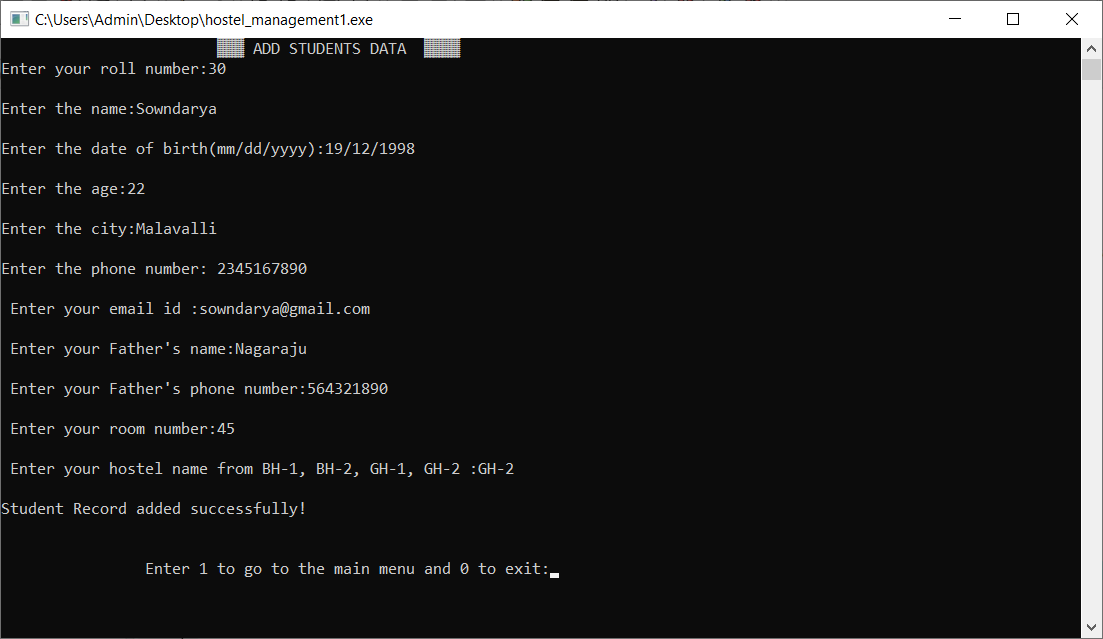 C:\Users\Admin\Desktop\hostel_management1.exe
▒▒▒ ADD STUDENTS DATA ▒▒▒▒
Enter your roll number:30
Enter the name:Sowndarya
Enter the date of birth(mm/dd/yyyy):19/12/1998
Enter the age:22
Enter the city:Malavalli
Enter the phone number: 2345167890
Enter your email id :sowndarya@gmail.com
Enter your Father's name:Nagaraju
Enter your Father's phone number:564321890
Enter your room number:45
Enter your hostel name from BH-1, BH-2, GH-1, GH-2 :GH-2
Student Record added successfully!
Enter 1 to go to the main menu and 0 to exit: